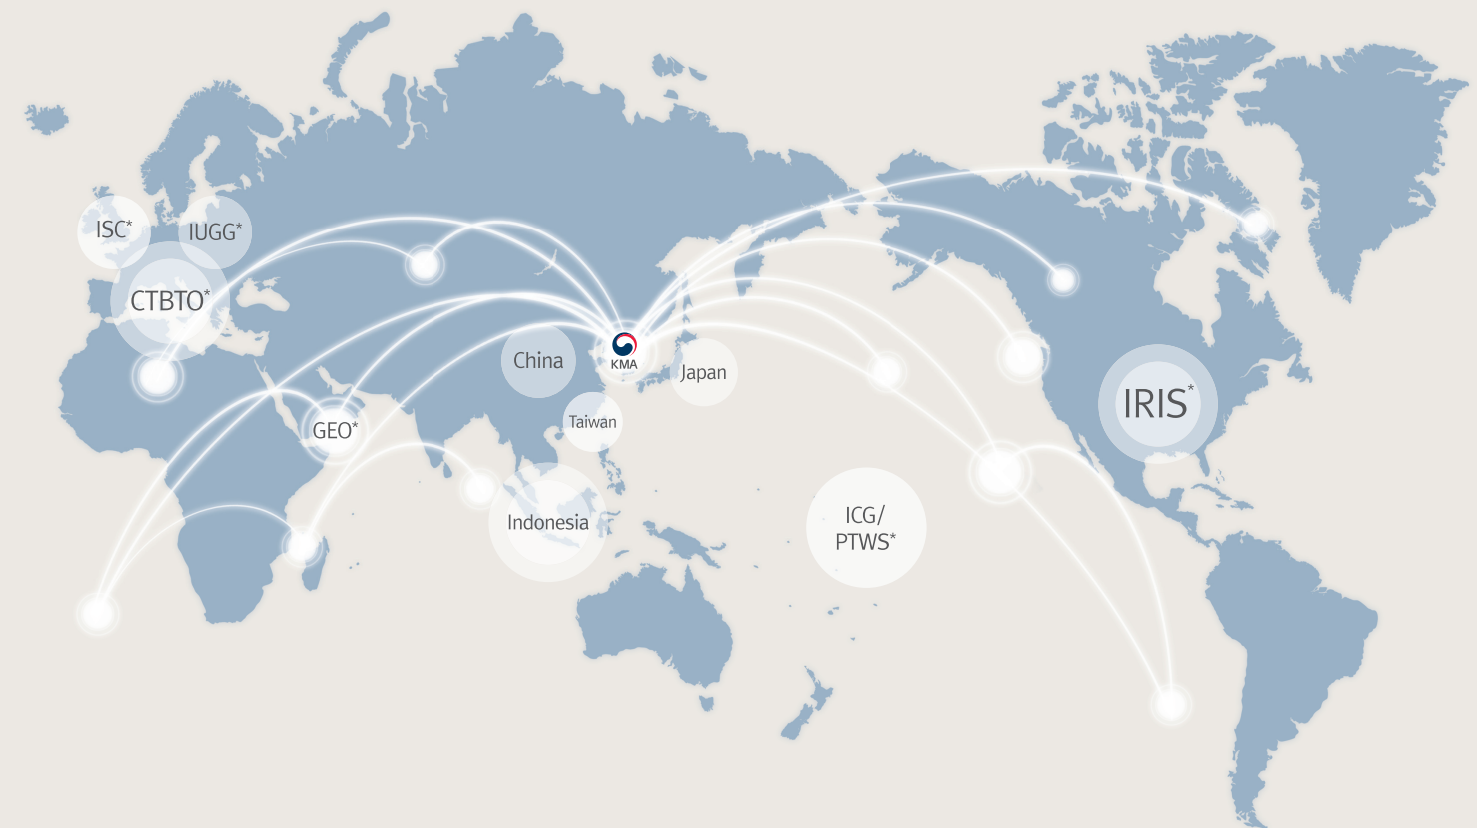 ISC*
IUGG*
CTBTO*
GEO*
China
KMA
Japan
Taiwan
Indonesia
ICG/
PTWS*
IRIS*